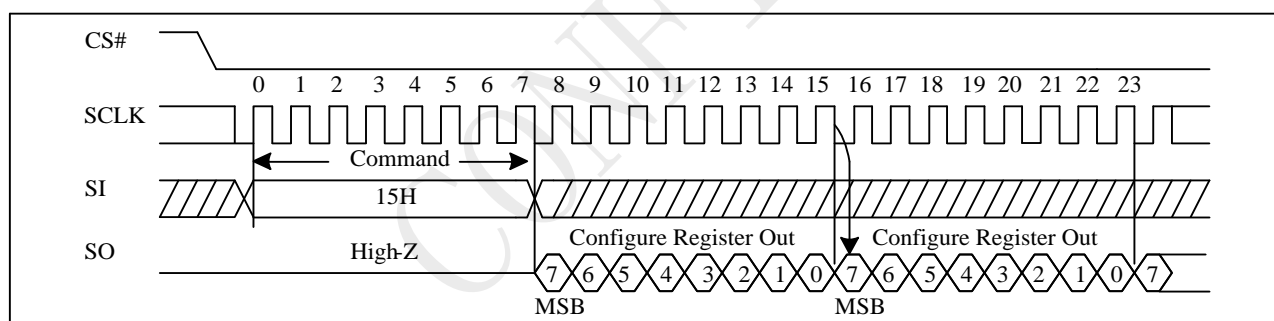 CS#
0 1 2 3 4 5 6 7 8 9 10 11 12 13 14 15 16 17 18 19 20 21 22 23
SCLK
Command
SI
15H
SO
High-Z
Configure Register Out Configure Register Out
7 6 5 4 3 2 1 0 7 6 5 4 3 2 1 0 7
MSB MSB